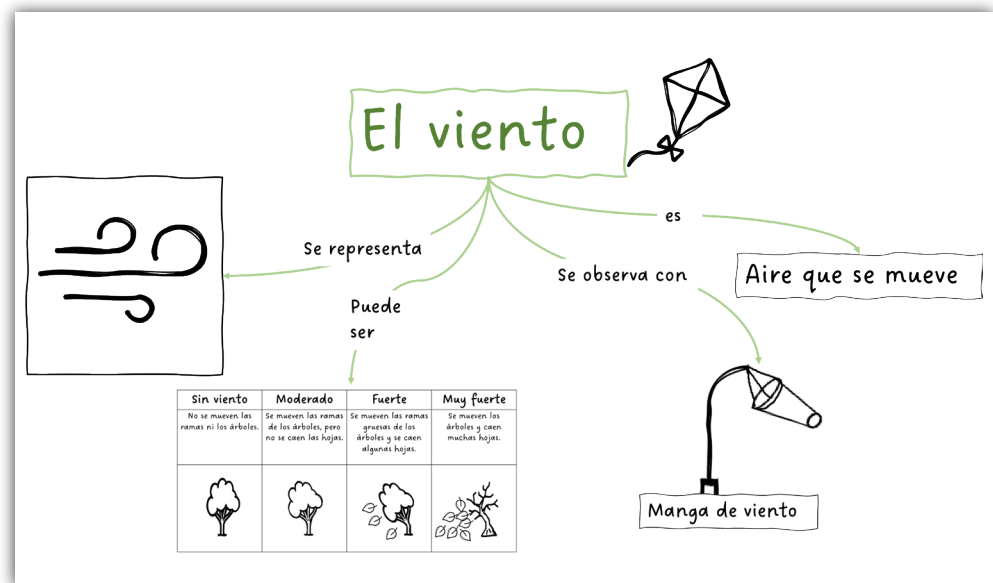 El viento
es
Se representa
Se observa con
Aire que se mueve
Puede
ser
Sin viento
No se mueven las
ramas ni los árboles.
Moderado
Se mueven las ramas
de los árboles, pero
no se caen las hojas.
Fuerte
Se mueven las ramas
gruesas de los
árboles y se caen
algunas hojas.
Muy fuerte
Se mueven los
árboles y caen
muchas hojas.
Manga de viento